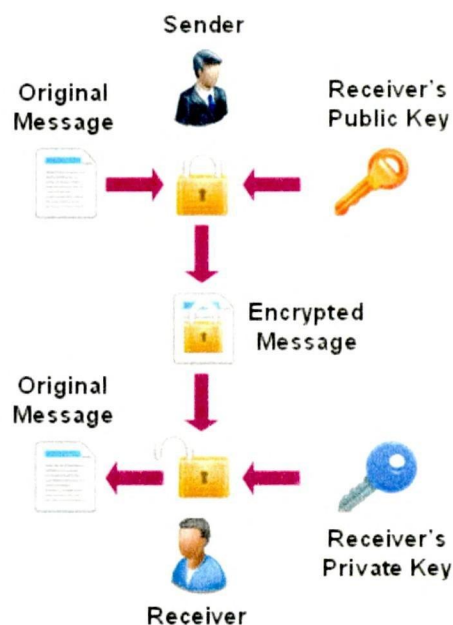 Sender
Original
Message
Receiver's
Public Key
Encrypted
Message
Original
Message
Receiver's
Private Key
Receiver